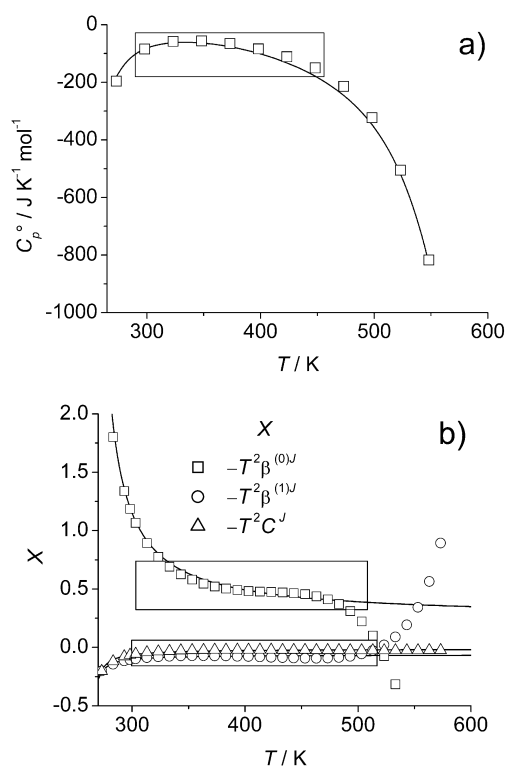 a)
0
-200
-400
-600
-800
-1000
Cp° / J K⁻¹ mol⁻¹
300 400 500 600
T / K
b)
X
−T²β⁽⁰⁾ᴶ
−T²β⁽¹⁾ᴶ
−T²Cᴶ
2.0
1.5
1.0
0.5
0.0
-0.5
X
300 400 500 600
T / K